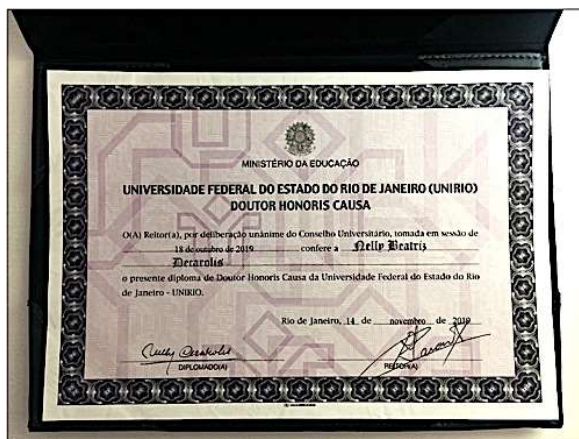 MINISTÉRIO DA EDUCAÇÃO
UNIVERSIDADE FEDERAL DO ESTADO DO RIO DE JANEIRO (UNIRIO)
DOUTOR HONORIS CAUSA
O(A) Reitor(a), por deliberação unânime do Conselho Universitário, tomada em sessão de
18 de outubro de 2019 confere a Nelly Beatriz
Decarolis
o presente diploma de Doutor Honoris Causa da Universidade Federal do Estado do Rio
de Janeiro - UNIRIO.
Rio de Janeiro, 14 de novembro de 2019
Nelly Decarolis
DIPLOMADO(A)
REITOR(A)